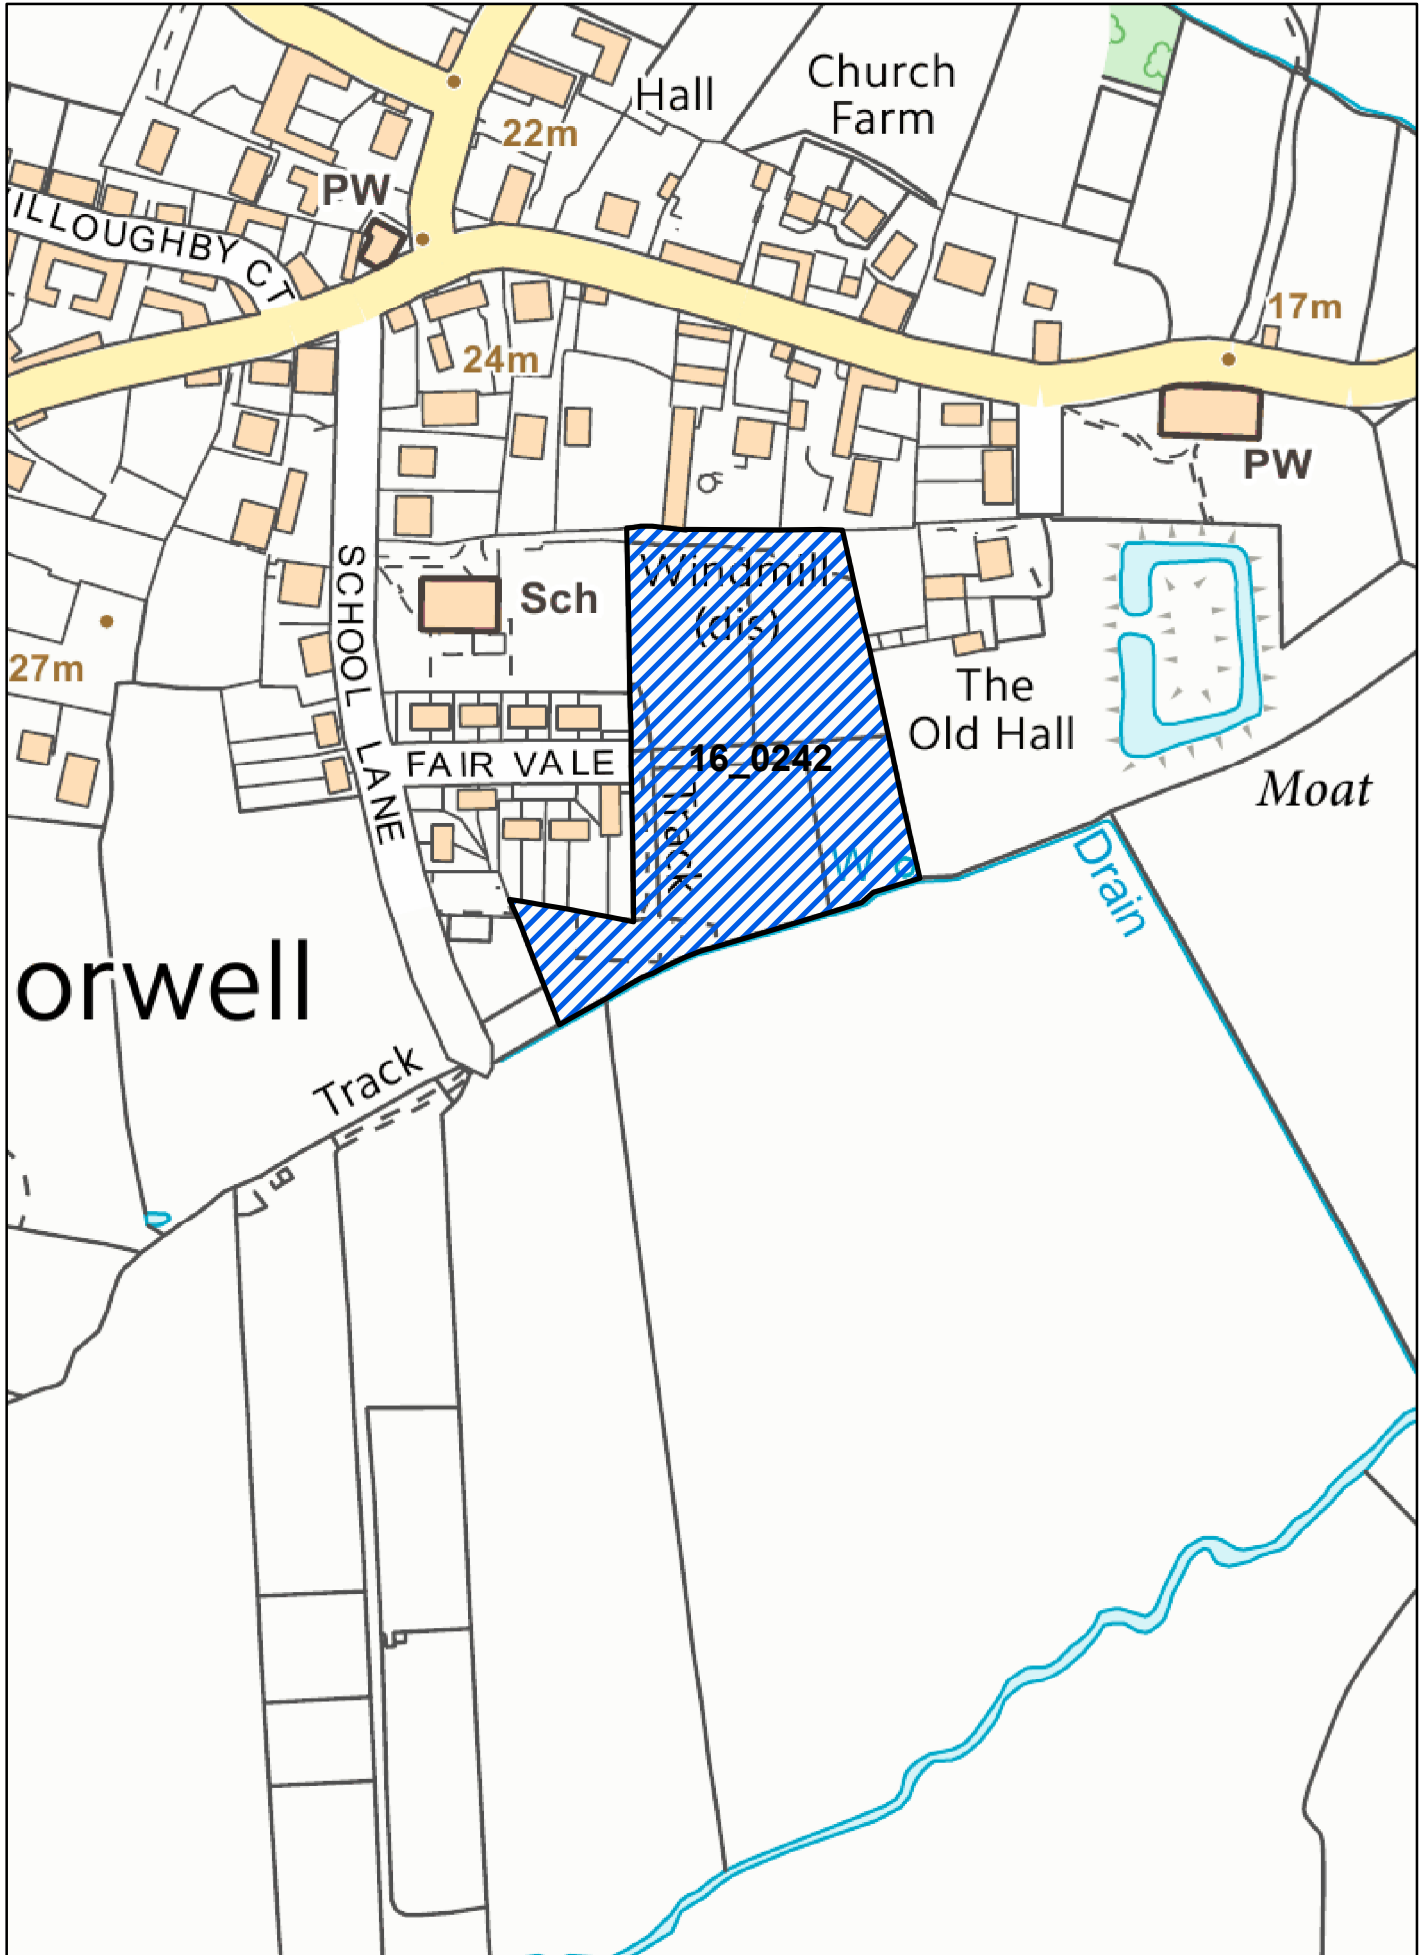 Hall
Church
Farm
22m
PW
ILLOUGHBY CT
17m
24m
PW
SCHOOL LANE
Sch
Windmill
(dis)
27m
The
Old Hall
FAIR VALE
16_0242
Moat
Track
W
Drain
orwell
Track